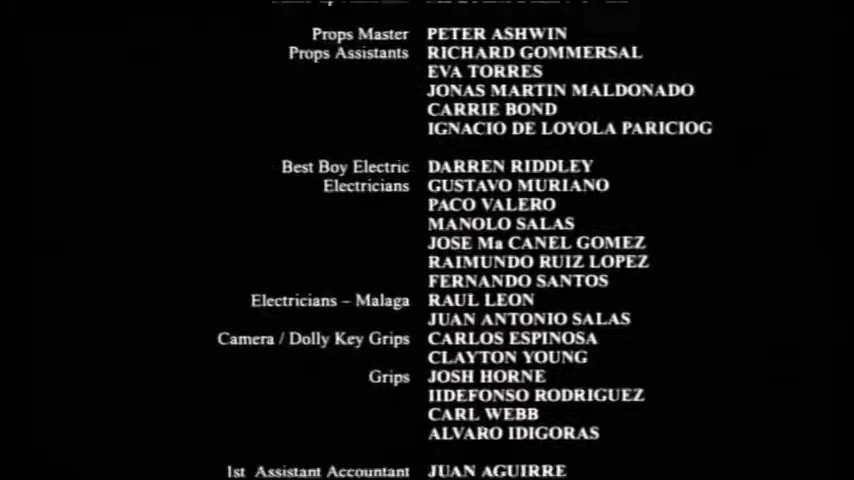 Props Master PETER ASHWIN
Props Assistants RICHARD GOMMERSAL
EVA TORRES
JONAS MARTIN MALDONADO
CARRIE BOND
IGNACIO DE LOYOLA PARICIOG
Best Boy Electric DARREN RIDDLEY
Electricians GUSTAVO MURIANO
PACO VALERO
MANOLO SALAS
JOSE Ma CANEL GOMEZ
RAIMUNDO RUIZ LOPEZ
FERNANDO SANTOS
Electricians – Malaga RAUL LEON
JUAN ANTONIO SALAS
Camera / Dolly Key Grips CARLOS ESPINOSA
CLAYTON YOUNG
Grips JOSH HORNE
IIDEFONSO RODRIGUEZ
CARL WEBB
ALVARO IDIGORAS
1st Assistant Accountant JUAN AGUIRRE